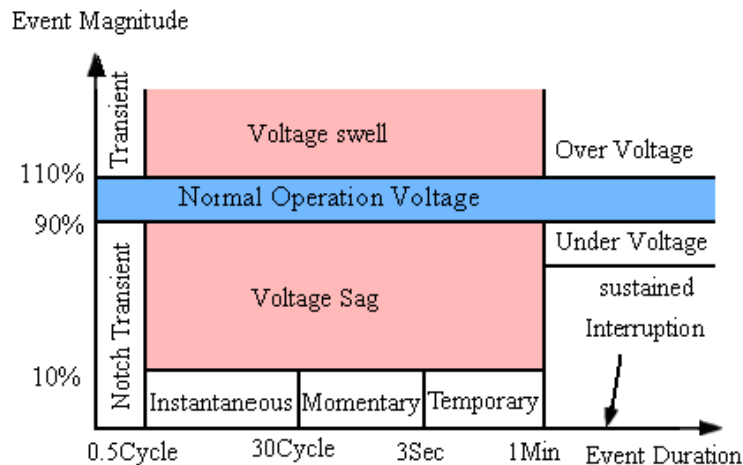 Event Magnitude
Transient
Voltage swell
Over Voltage
110%
Normal Operation Voltage
90%
Under Voltage
Notch Transient
Voltage Sag
sustained
Interruption
10%
Instantaneous
Momentary
Temporary
0.5Cycle
30Cycle
3Sec
1Min
Event Duration